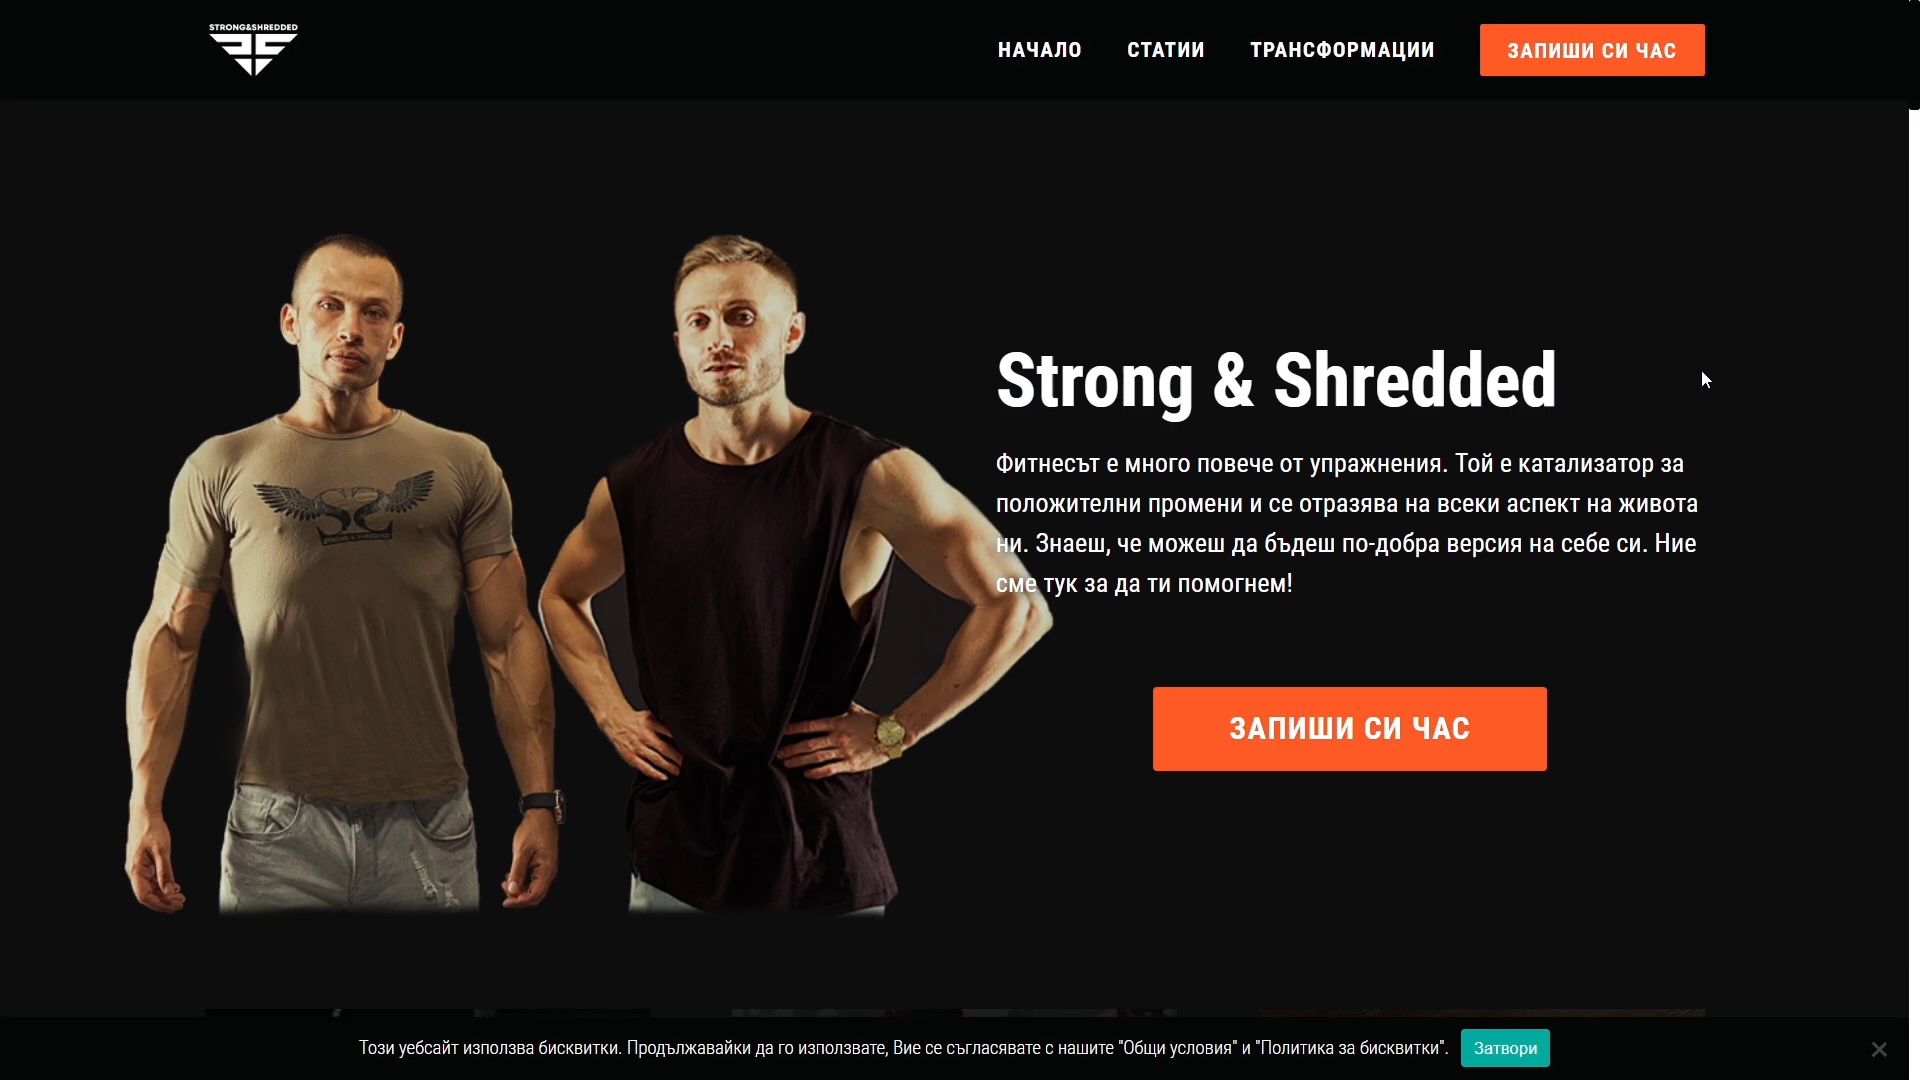 STRONG&SHREDDED
НАЧАЛО
СТАТИИ
ТРАНСФОРМАЦИИ
ЗАПИШИ СИ ЧАС
Strong & Shredded
Фитнесът е много повече от упражнения. Той е катализатор за
положителни промени и се отразява на всеки аспект на живота
ни. Знаеш, че можеш да бъдеш по-добра версия на себе си. Ние
сме тук за да ти помогнем!
STRONG & SHREDDED
ЗАПИШИ СИ ЧАС
Този уебсайт използва бисквитки. Продължавайки да го използвате, Вие се съгласявате с нашите "Общи условия" и "Политика за бисквитки".
Затвори